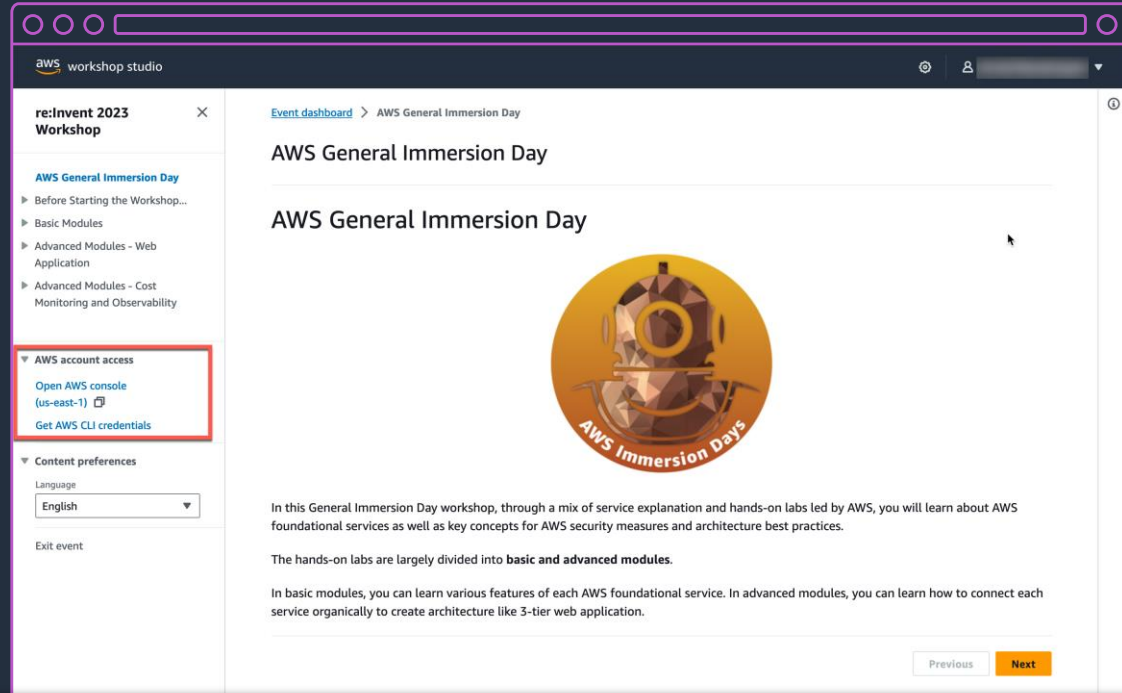 aws workshop studio
re:Invent 2023
Workshop
AWS General Immersion Day
Before Starting the Workshop...
Basic Modules
Advanced Modules - Web
Application
Advanced Modules - Cost
Monitoring and Observability
AWS account access
Open AWS console
(us-east-1)
Get AWS CLI credentials
Content preferences
Language
English
Exit event
Event dashboard > AWS General Immersion Day
AWS General Immersion Day
AWS General Immersion Day
AWS Immersion Days
In this General Immersion Day workshop, through a mix of service explanation and hands-on labs led by AWS, you will learn about AWS
foundational services as well as key concepts for AWS security measures and architecture best practices.
The hands-on labs are largely divided into basic and advanced modules.
In basic modules, you can learn various features of each AWS foundational service. In advanced modules, you can learn how to connect each
service organically to create architecture like 3-tier web application.
Previous
Next